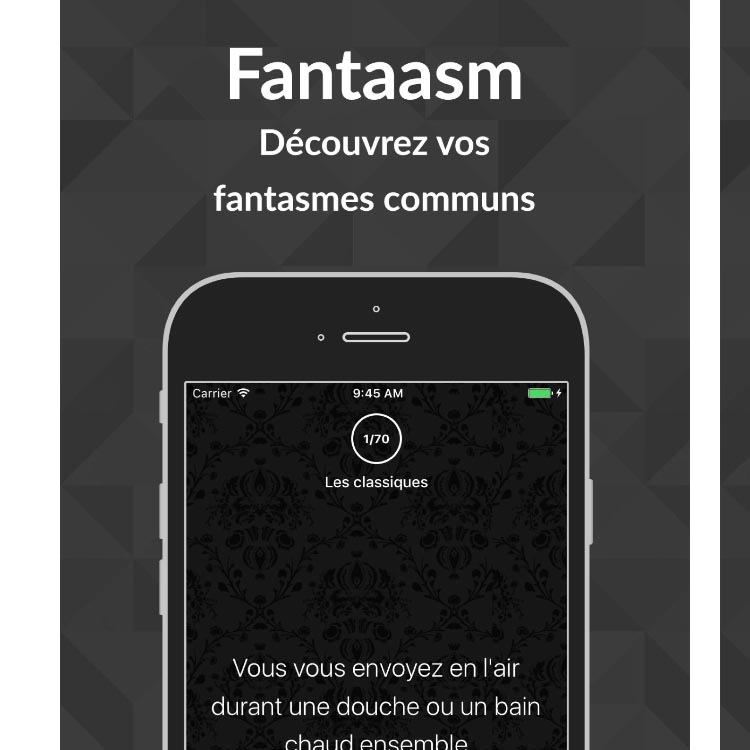 Fantaasm
Découvrez vos
fantasmes communs
Carrier 9:45 AM
1/70
Les classiques
Vous vous envoyez en l'air
durant une douche ou un bain
chaud ensemble